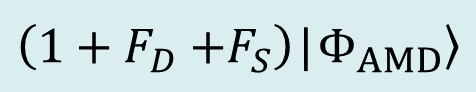 (1 + F_D +F_S)|Φ_AMD⟩